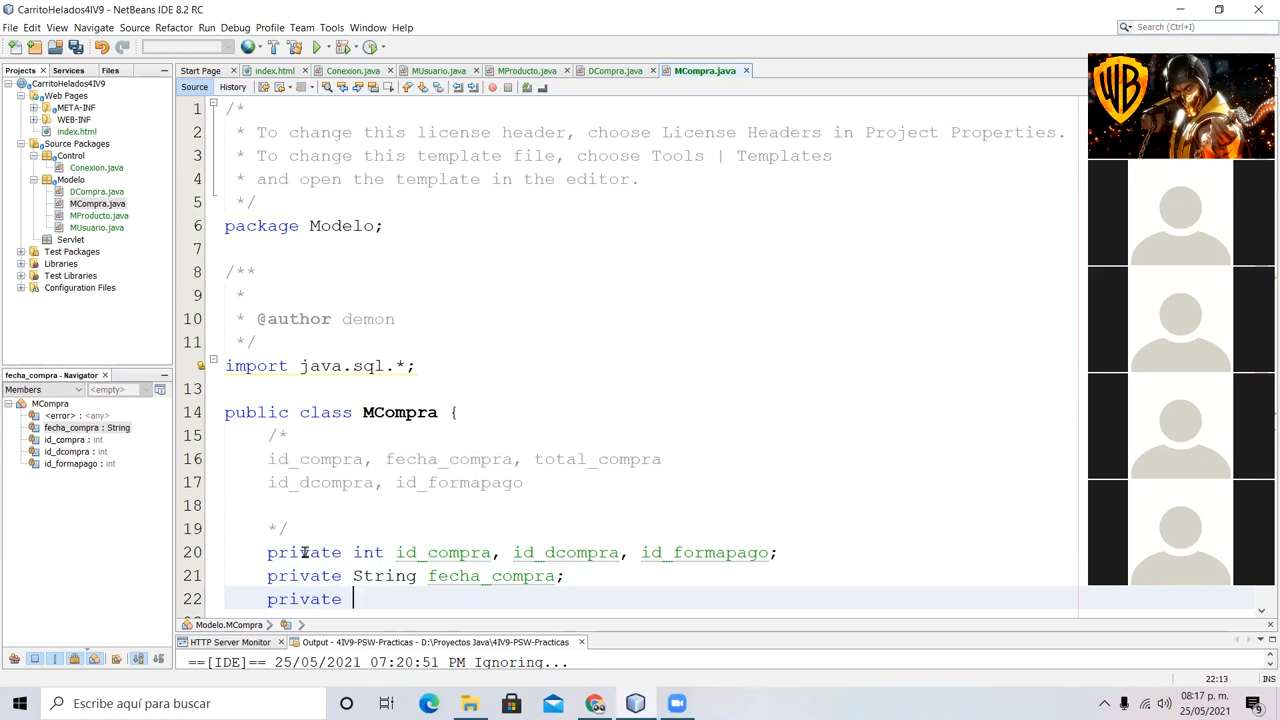 CarritoHelados4IV9 - NetBeans IDE 8.2 RC
File Edit View Navigate Source Refactor Run Debug Profile Team Tools Window Help
Search (Ctrl+I)
Projects Services Files
Start Page index.html Conexion.java MUsuario.java MProducto.java DCompra.java MCompra.java
Source History
CarritoHelados4IV9
Web Pages
META-INF
WEB-INF
index.html
Source Packages
Control
Conexion.java
Modelo
DCompra.java
MCompra.java
MProducto.java
MUsuario.java
Servlet
Test Packages
Libraries
Test Libraries
Configuration Files
fecha_compra - Navigator
Members <empty>
MCompra
<error> : <any>
fecha_compra : String
id_compra : int
id_dcompra : int
id_formapago : int
1 /*
2 * To change this license header, choose License Headers in Project Properties.
3 * To change this template file, choose Tools | Templates
4 * and open the template in the editor.
5 */
6 package Modelo;
7
8 /**
9 *
10 * @author demon
11 */
import java.sql.*;
13
14 public class MCompra {
15 /*
16 id_compra, fecha_compra, total_compra
17 id_dcompra, id_formapago
18
19 */
20 private int id_compra, id_dcompra, id_formapago;
21 private String fecha_compra;
22 private
Modelo.MCompra
HTTP Server Monitor Output - 4IV9-PSW-Practicas - D:\Proyectos Java\4IV9-PSW-Practicas
==[IDE]== 25/05/2021 07:20:51 PM Ignoring...
22:13 INS
WB
Escribe aquí para buscar
08:17 p. m.
25/05/2021
9